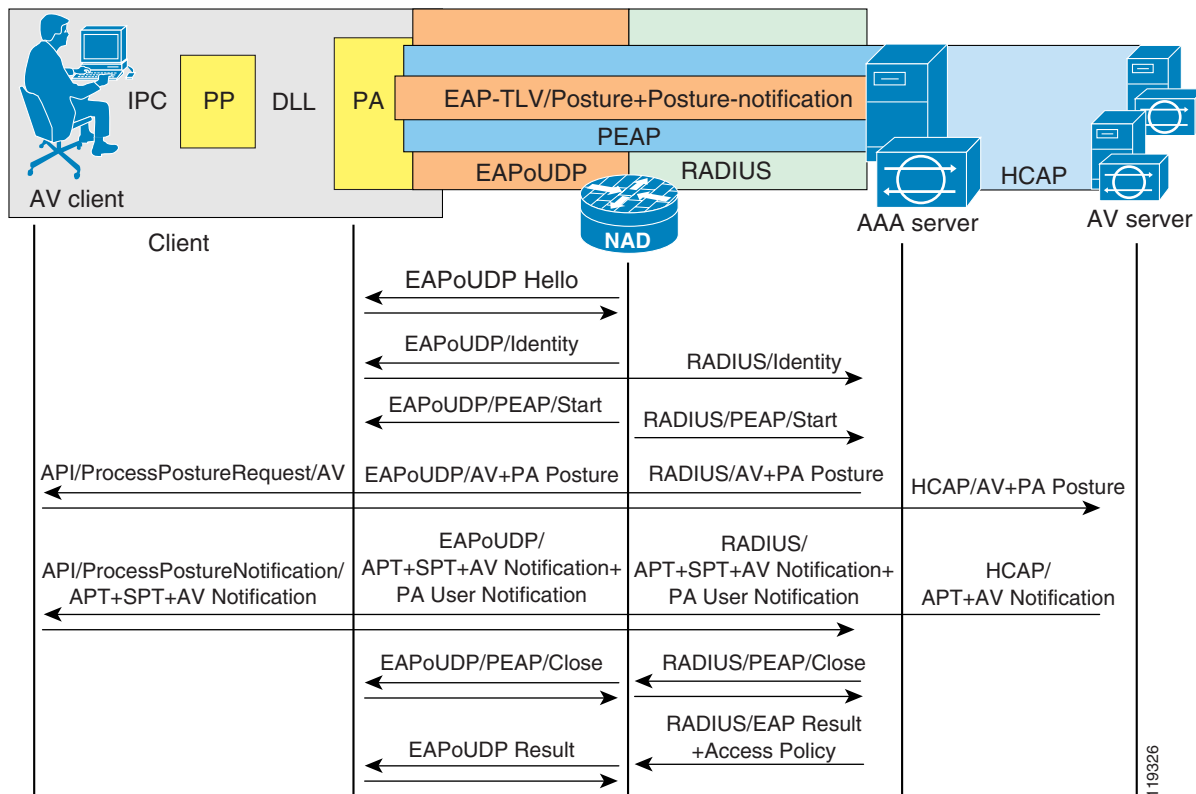 IPC
PP
DLL
PA
EAP-TLV/Posture+Posture-notification
PEAP
EAPoUDP
RADIUS
HCAP
AV client
NAD
AAA server
AV server
Client
EAPoUDP Hello
EAPoUDP/Identity
RADIUS/Identity
EAPoUDP/PEAP/Start
RADIUS/PEAP/Start
API/ProcessPostureRequest/AV
EAPoUDP/AV+PA Posture
RADIUS/AV+PA Posture
HCAP/AV+PA Posture
API/ProcessPostureNotification/
APT+SPT+AV Notification
EAPoUDP/
APT+SPT+AV Notification+
PA User Notification
RADIUS/
APT+SPT+AV Notification+
PA User Notification
HCAP/
APT+AV Notification
EAPoUDP/PEAP/Close
RADIUS/PEAP/Close
RADIUS/EAP Result
+Access Policy
EAPoUDP Result
119326